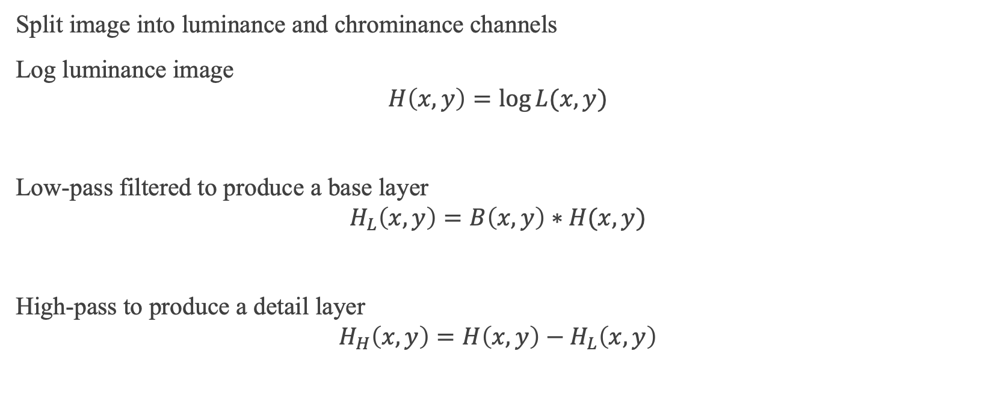 Split image into luminance and chrominance channels
Log luminance image
H(x, y) = log L(x, y)
Low-pass filtered to produce a base layer
H_L(x, y) = B(x, y) * H(x, y)
High-pass to produce a detail layer
H_H(x, y) = H(x, y) − H_L(x, y)